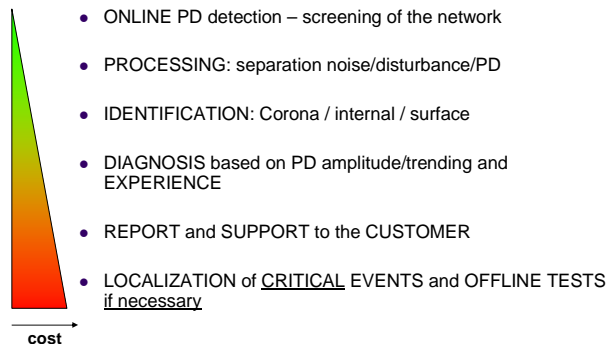 ● ONLINE PD detection – screening of the network
● PROCESSING: separation noise/disturbance/PD
● IDENTIFICATION: Corona / internal / surface
● DIAGNOSIS based on PD amplitude/trending and
EXPERIENCE
● REPORT and SUPPORT to the CUSTOMER
● LOCALIZATION of CRITICAL EVENTS and OFFLINE TESTS
if necessary
cost